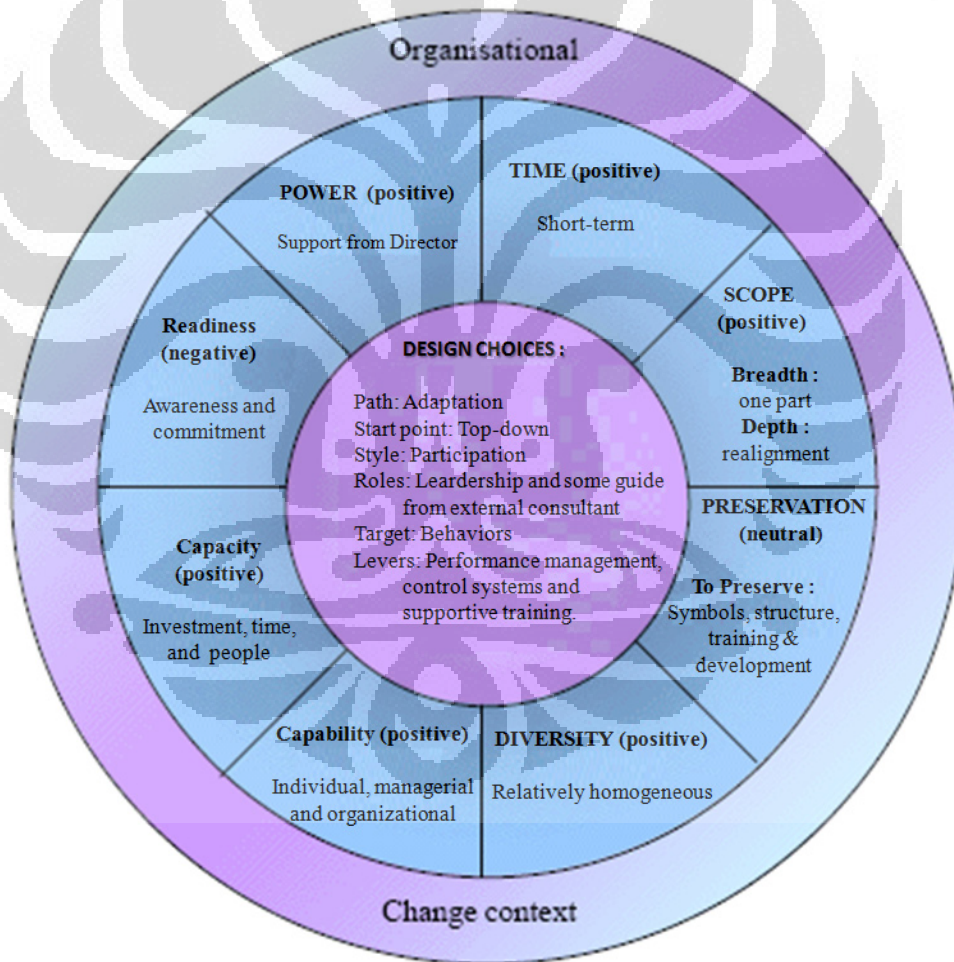 Organisational
TIME (positive)
Short-term
SCOPE
(positive)
Breadth :
one part
Depth :
realignment
PRESERVATION
(neutral)
To Preserve :
Symbols, structure,
training &
development
DIVERSITY (positive)
Relatively homogeneous
Capability (positive)
Individual, managerial
and organizational
Capacity
(positive)
Investment, time,
and people
Readiness
(negative)
Awareness and
commitment
POWER (positive)
Support from Director
DESIGN CHOICES :
Path: Adaptation
Start point: Top-down
Style: Participation
Roles: Leardership and some guide
from external consultant
Target: Behaviors
Levers: Performance management,
control systems and
supportive training.
Change context